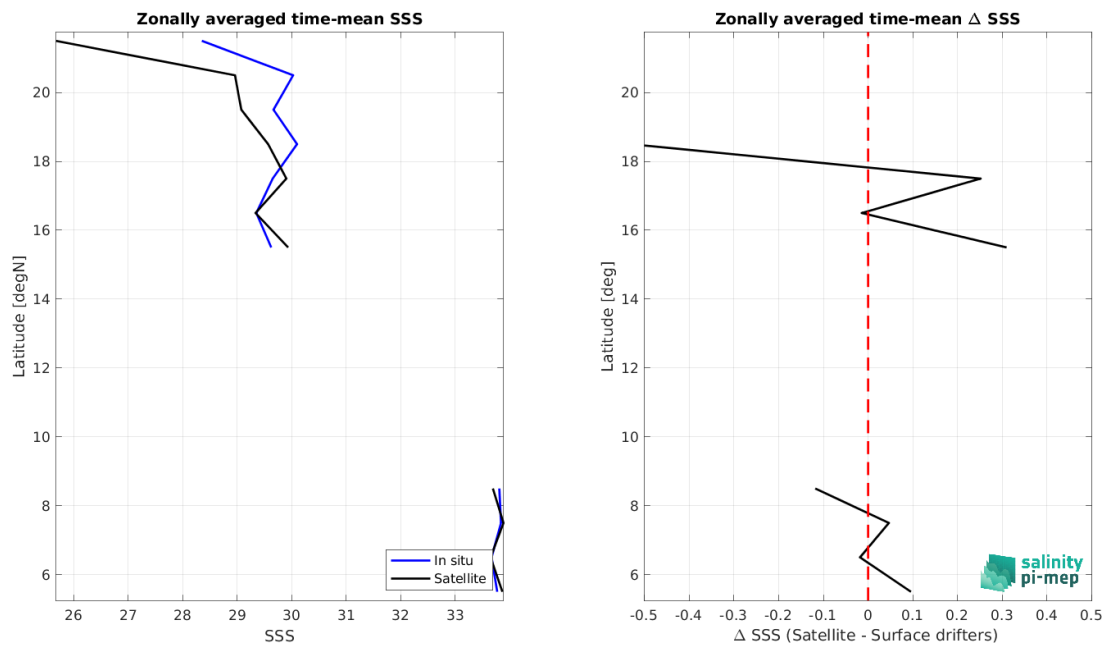 Zonally averaged time-mean SSS
20
18
16
14
12
10
8
6
Latitude [degN]
In situ
Satellite
26 27 28 29 30 31 32 33
SSS
Zonally averaged time-mean Δ SSS
20
18
16
14
12
10
8
6
Latitude [deg]
salinity
pi-mep
-0.5 -0.4 -0.3 -0.2 -0.1 0 0.1 0.2 0.3 0.4 0.5
Δ SSS (Satellite - Surface drifters)